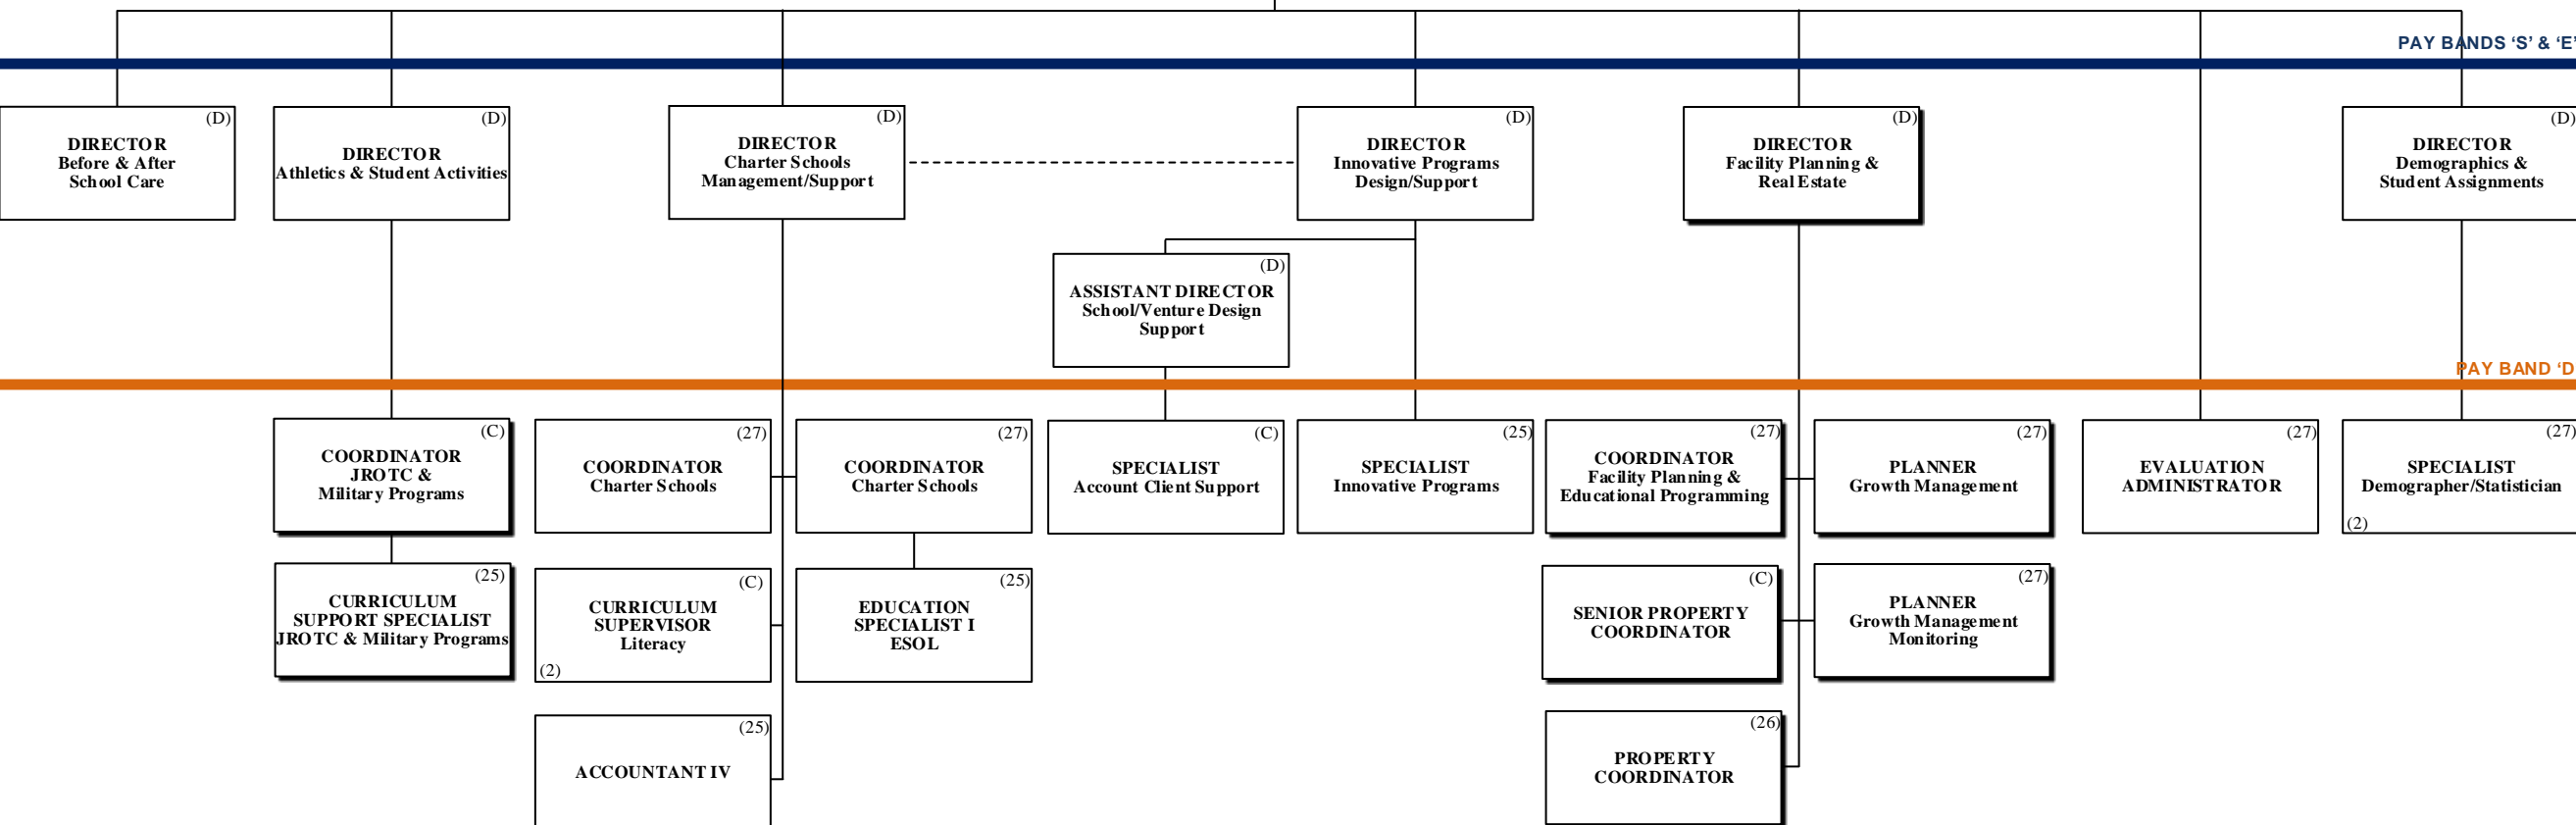 PAY BANDS ‘S’ & ‘E’
(D)
DIRECTOR
Before & After
School Care
(D)
DIRECTOR
Athletics & Student Activities
(D)
DIRECTOR
Charter Schools
Management/Support
(D)
DIRECTOR
Innovative Programs
Design/Support
(D)
DIRECTOR
Facility Planning &
Real Estate
(D)
DIRECTOR
Demographics &
Student Assignments
(D)
ASSISTANT DIRECTOR
School/Venture Design
Support
PAY BAND ‘D
(C)
COORDINATOR
JROTC &
Military Programs
(27)
COORDINATOR
Charter Schools
(27)
COORDINATOR
Charter Schools
(C)
SPECIALIST
Account Client Support
(25)
SPECIALIST
Innovative Programs
(27)
COORDINATOR
Facility Planning &
Educational Programming
(27)
PLANNER
Growth Management
(27)
EVALUATION
ADMINISTRATOR
(27)
SPECIALIST
Demographer/Statistician
(2)
(25)
CURRICULUM
SUPPORT SPECIALIST
JROTC & Military Programs
(C)
CURRICULUM
SUPERVISOR
Literacy
(2)
(25)
EDUCATION
SPECIALIST I
ESOL
(C)
SENIOR PROPERTY
COORDINATOR
(27)
PLANNER
Growth Management
Monitoring
(25)
ACCOUNTANT IV
(26)
PROPERTY
COORDINATOR